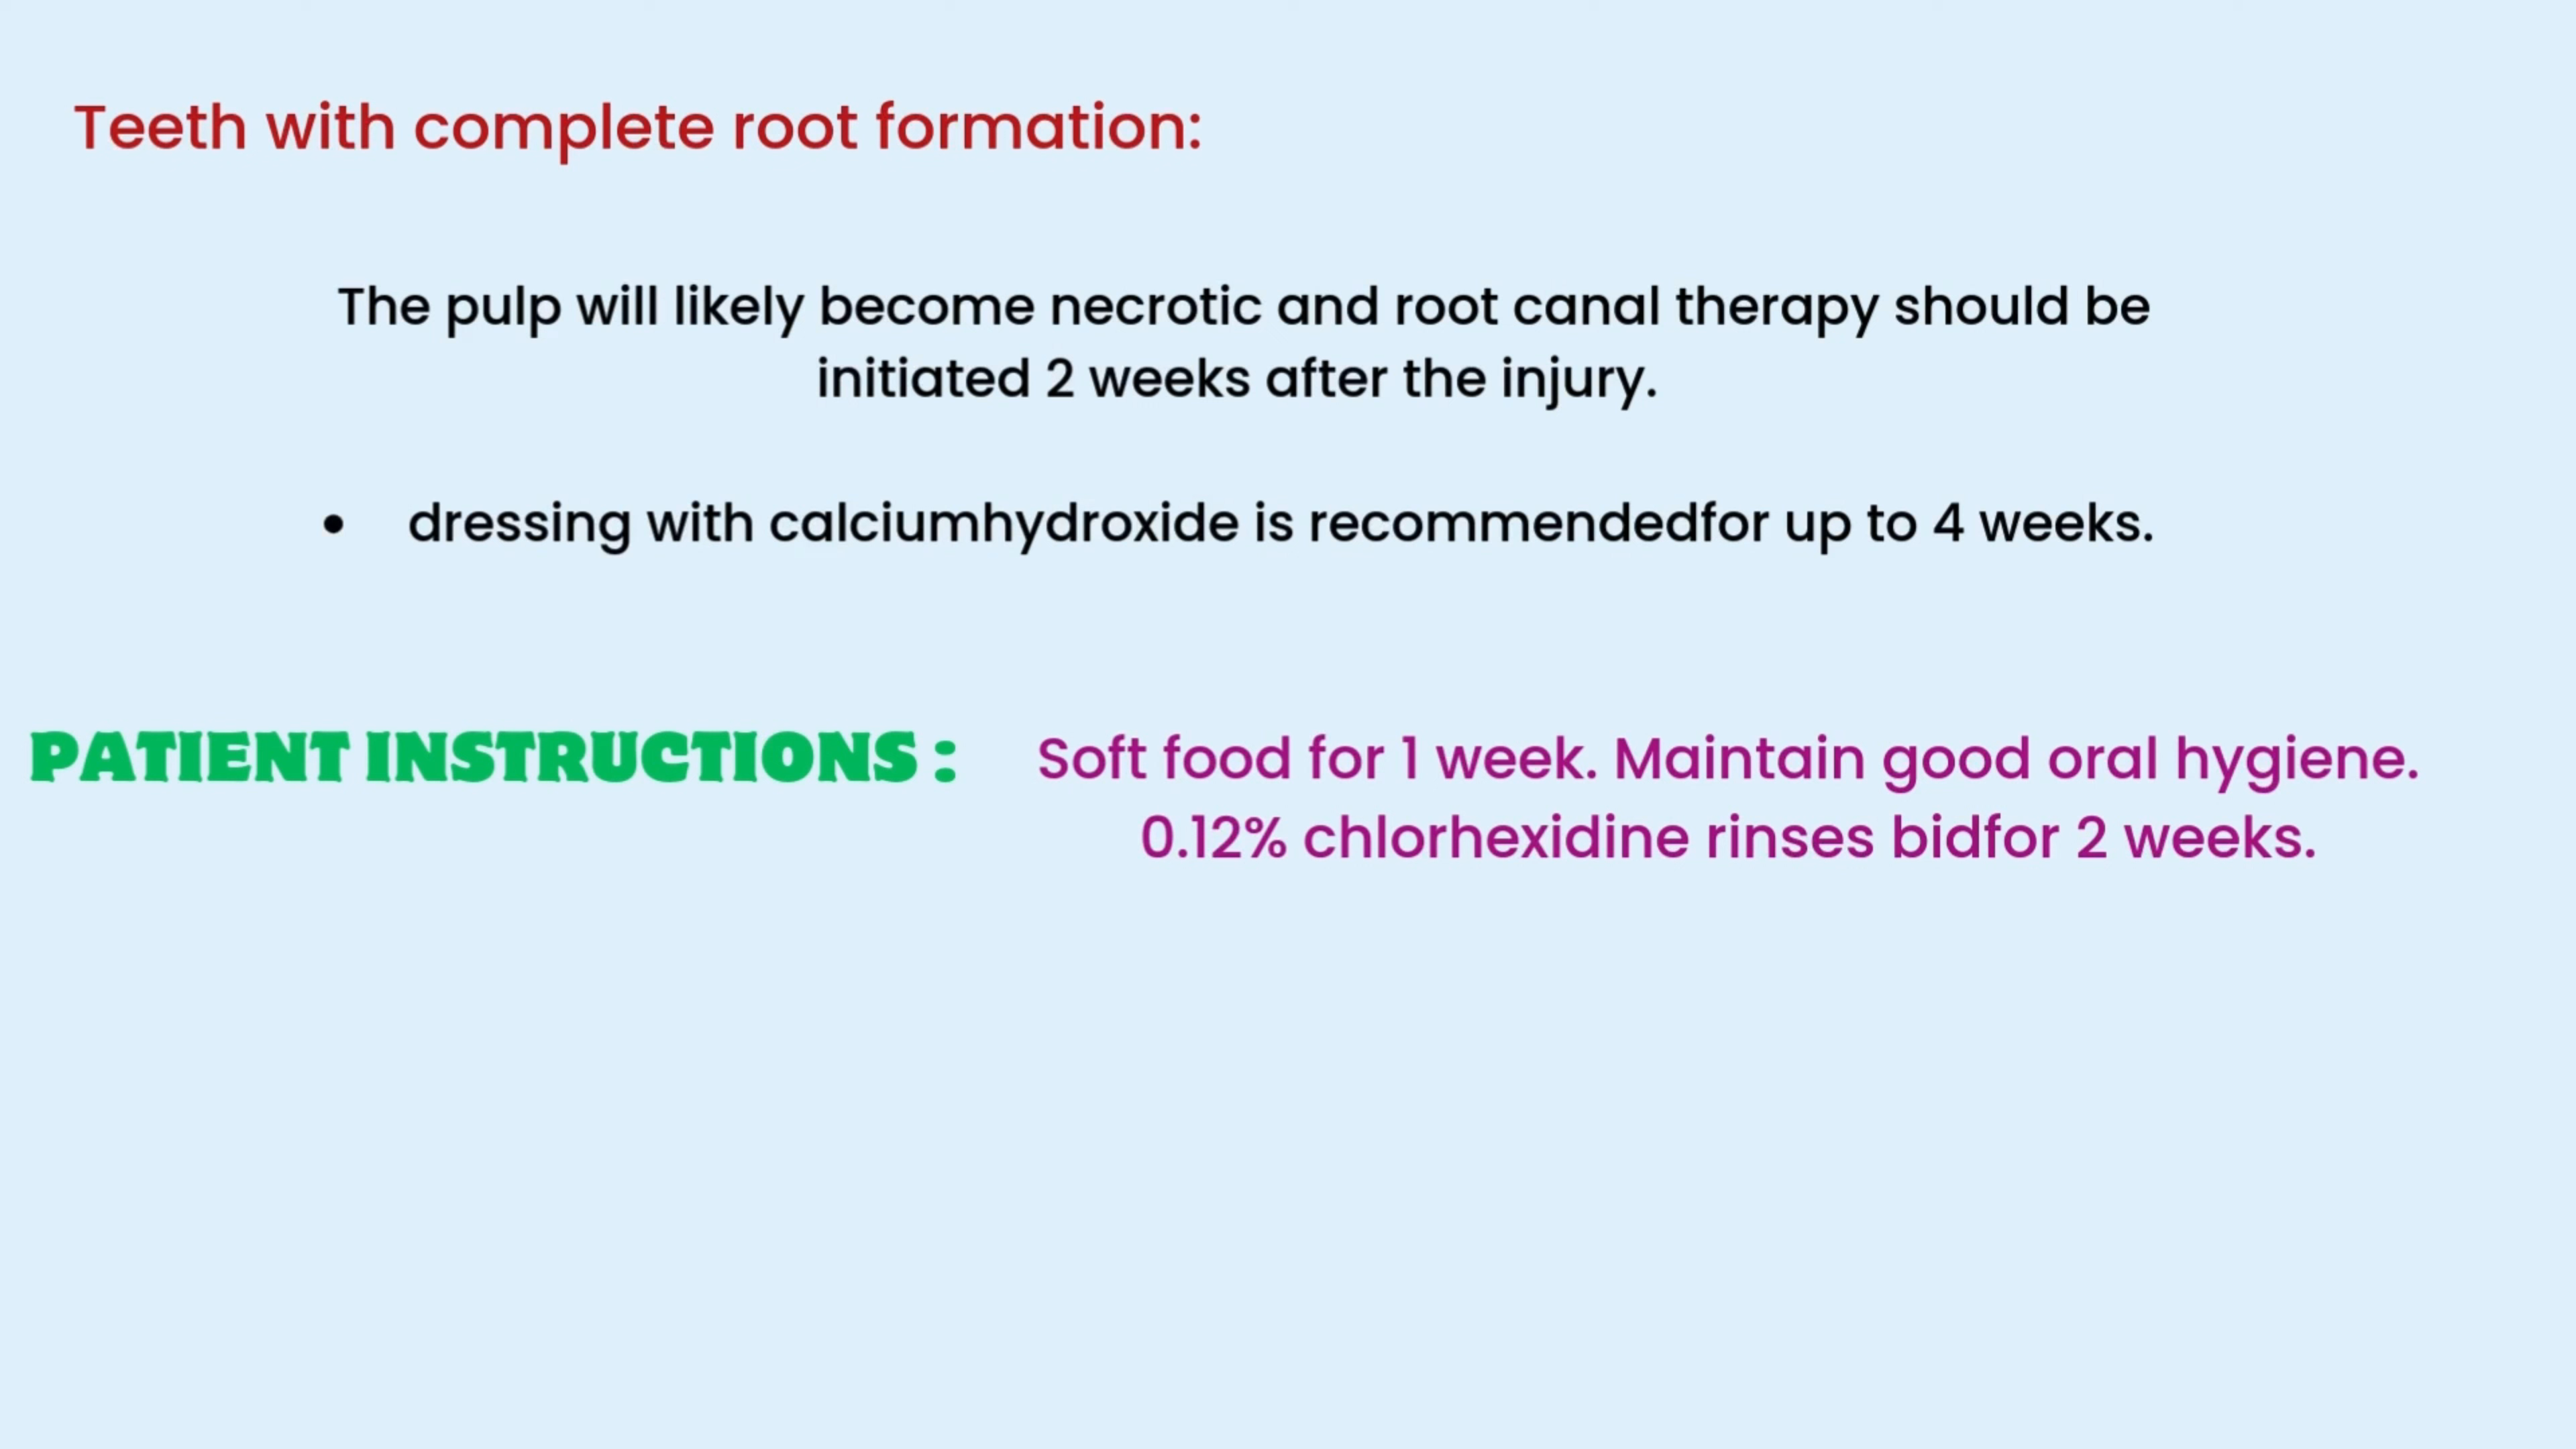 Teeth with complete root formation:
The pulp will likely become necrotic and root canal therapy should be
initiated 2 weeks after the injury.
• dressing with calciumhydroxide is recommendedfor up to 4 weeks.
PATIENT INSTRUCTIONS :
Soft food for 1 week. Maintain good oral hygiene.
0.12% chlorhexidine rinses bidfor 2 weeks.